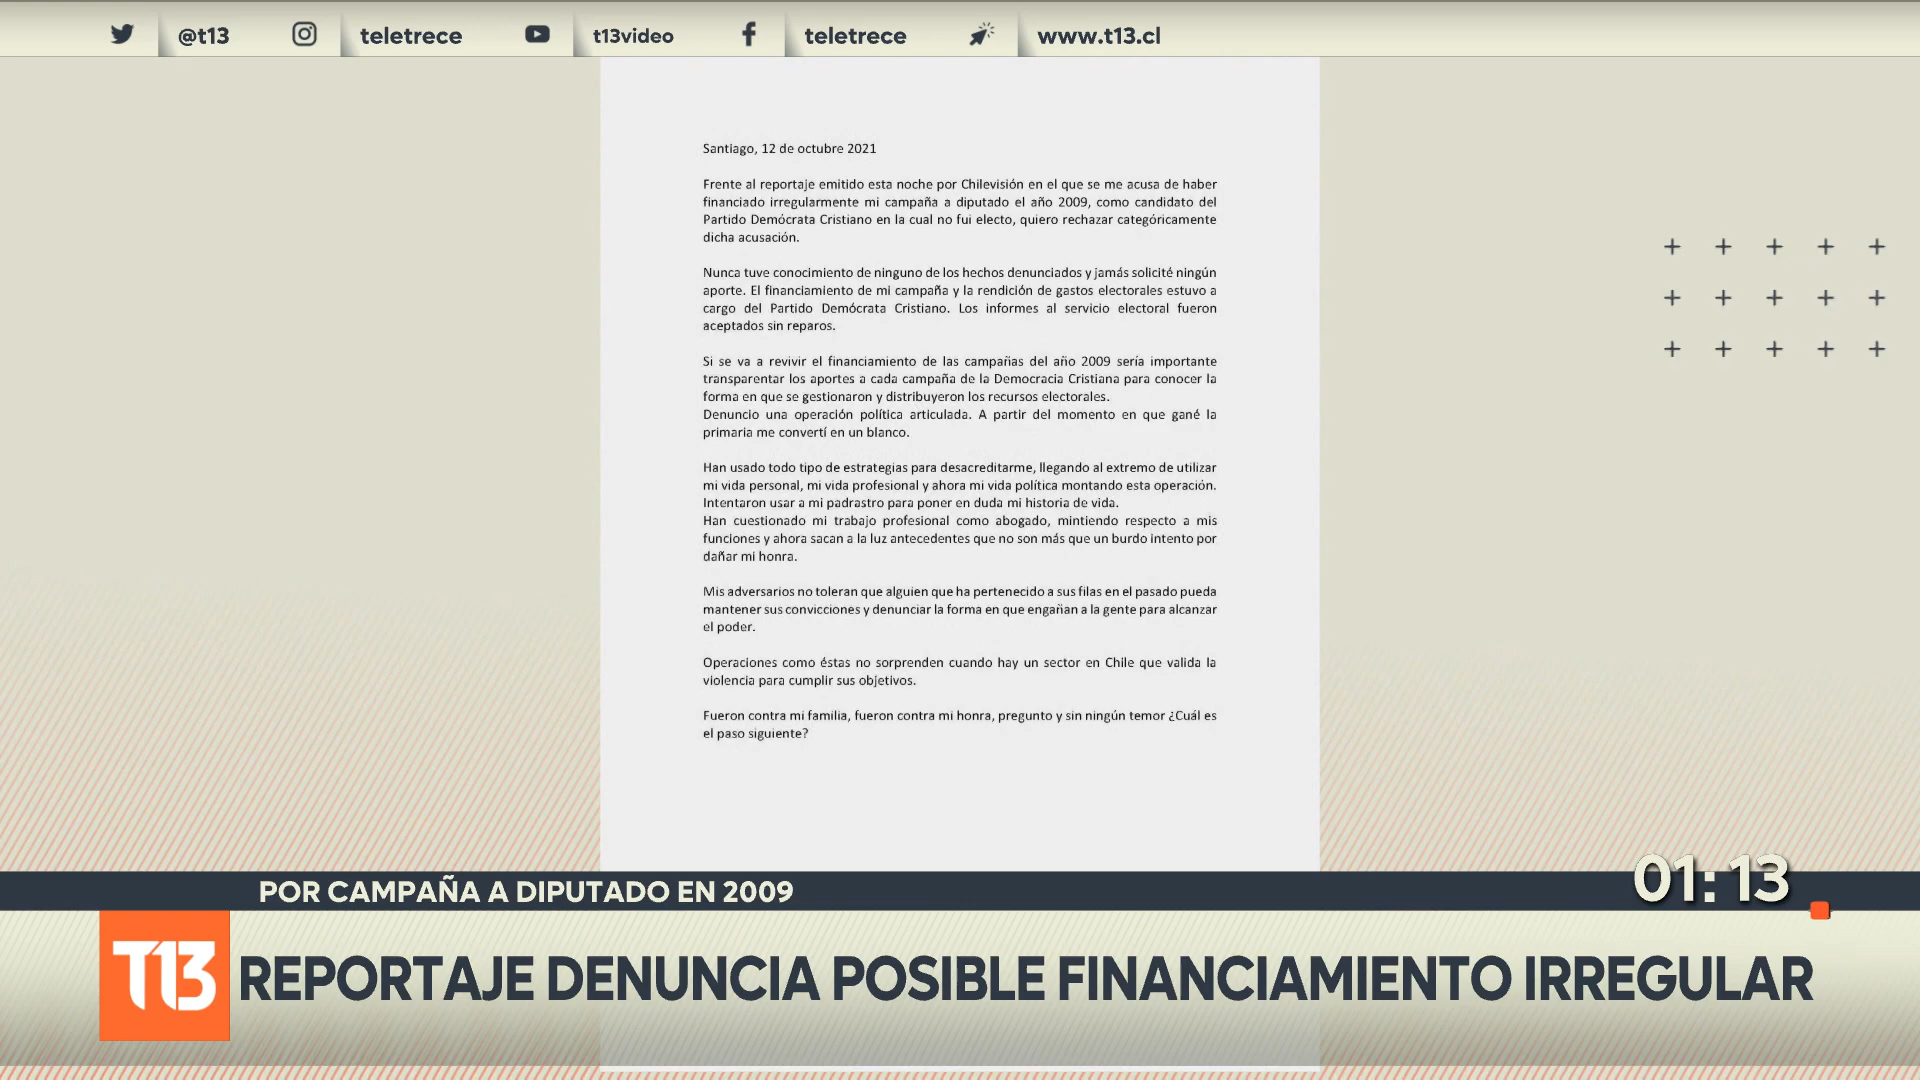 @t13
teletrece
t13video
teletrece
www.t13.cl
Santiago, 12 de octubre 2021
Frente al reportaje emitido esta noche por Chilevisión en el que se me acusa de haber
financiado irregularmente mi campaña a diputado el año 2009, como candidato del
Partido Demócrata Cristiano en la cual no fui electo, quiero rechazar categóricamente
dicha acusación.
Nunca tuve conocimiento de ninguno de los hechos denunciados y jamás solicité ningún
aporte. El financiamiento de mi campaña y la rendición de gastos electorales estuvo a
cargo del Partido Demócrata Cristiano. Los informes al servicio electoral fueron
aceptados sin reparos.
Si se va a revivir el financiamiento de las campañas del año 2009 sería importante
transparentar los aportes a cada campaña de la Democracia Cristiana para conocer la
forma en que se gestionaron y distribuyeron los recursos electorales.
Denuncio una operación política articulada. A partir del momento en que gané la
primaria me convertí en un blanco.
Han usado todo tipo de estrategias para desacreditarme, llegando al extremo de utilizar
mi vida personal, mi vida profesional y ahora mi vida política montando esta operación.
Intentaron usar a mi padrastro para poner en duda mi historia de vida.
Han cuestionado mi trabajo profesional como abogado, mintiendo respecto a mis
funciones y ahora sacan a la luz antecedentes que no son más que un burdo intento por
dañar mi honra.
Mis adversarios no toleran que alguien que ha pertenecido a sus filas en el pasado pueda
mantener sus convicciones y denunciar la forma en que engañan a la gente para alcanzar
el poder.
Operaciones como éstas no sorprenden cuando hay un sector en Chile que valida la
violencia para cumplir sus objetivos.
Fueron contra mi familia, fueron contra mi honra, pregunto y sin ningún temor ¿Cuál es
el paso siguiente?
01:13
POR CAMPAÑA A DIPUTADO EN 2009
T13
REPORTAJE DENUNCIA POSIBLE FINANCIAMIENTO IRREGULAR